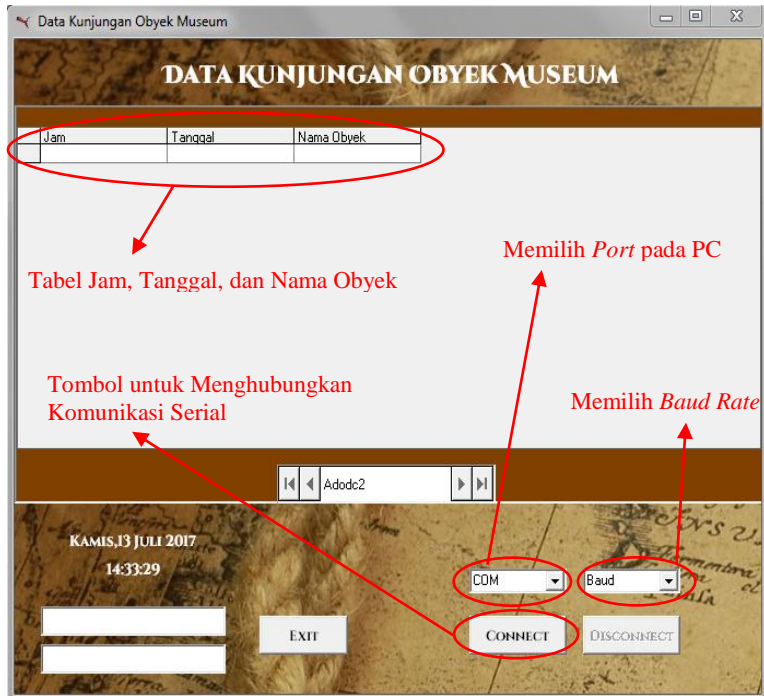 Data Kunjungan Obyek Museum
DATA KUNJUNGAN OBYEK MUSEUM
Jam Tanggal Nama Obyek
Memilih Port pada PC
Tabel Jam, Tanggal, dan Nama Obyek
Tombol untuk Menghubungkan
Komunikasi Serial
Memilih Baud Rate
Adodc2
KAMIS,13 JULI 2017
14:33:29
COM
Baud
EXIT
CONNECT
DISCONNECT